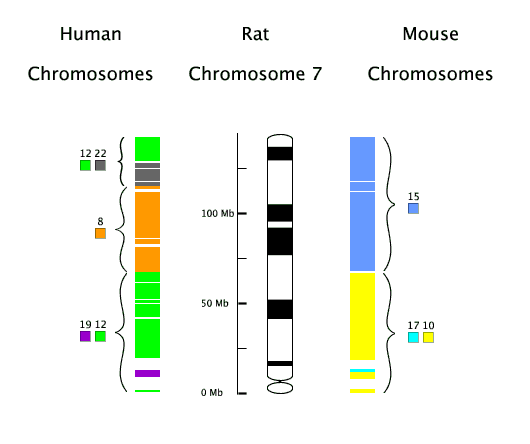 Human Rat Mouse
Chromosomes Chromosome 7 Chromosomes
12 22
15
100 Mb
8
50 Mb
19 12
17 10
0 Mb